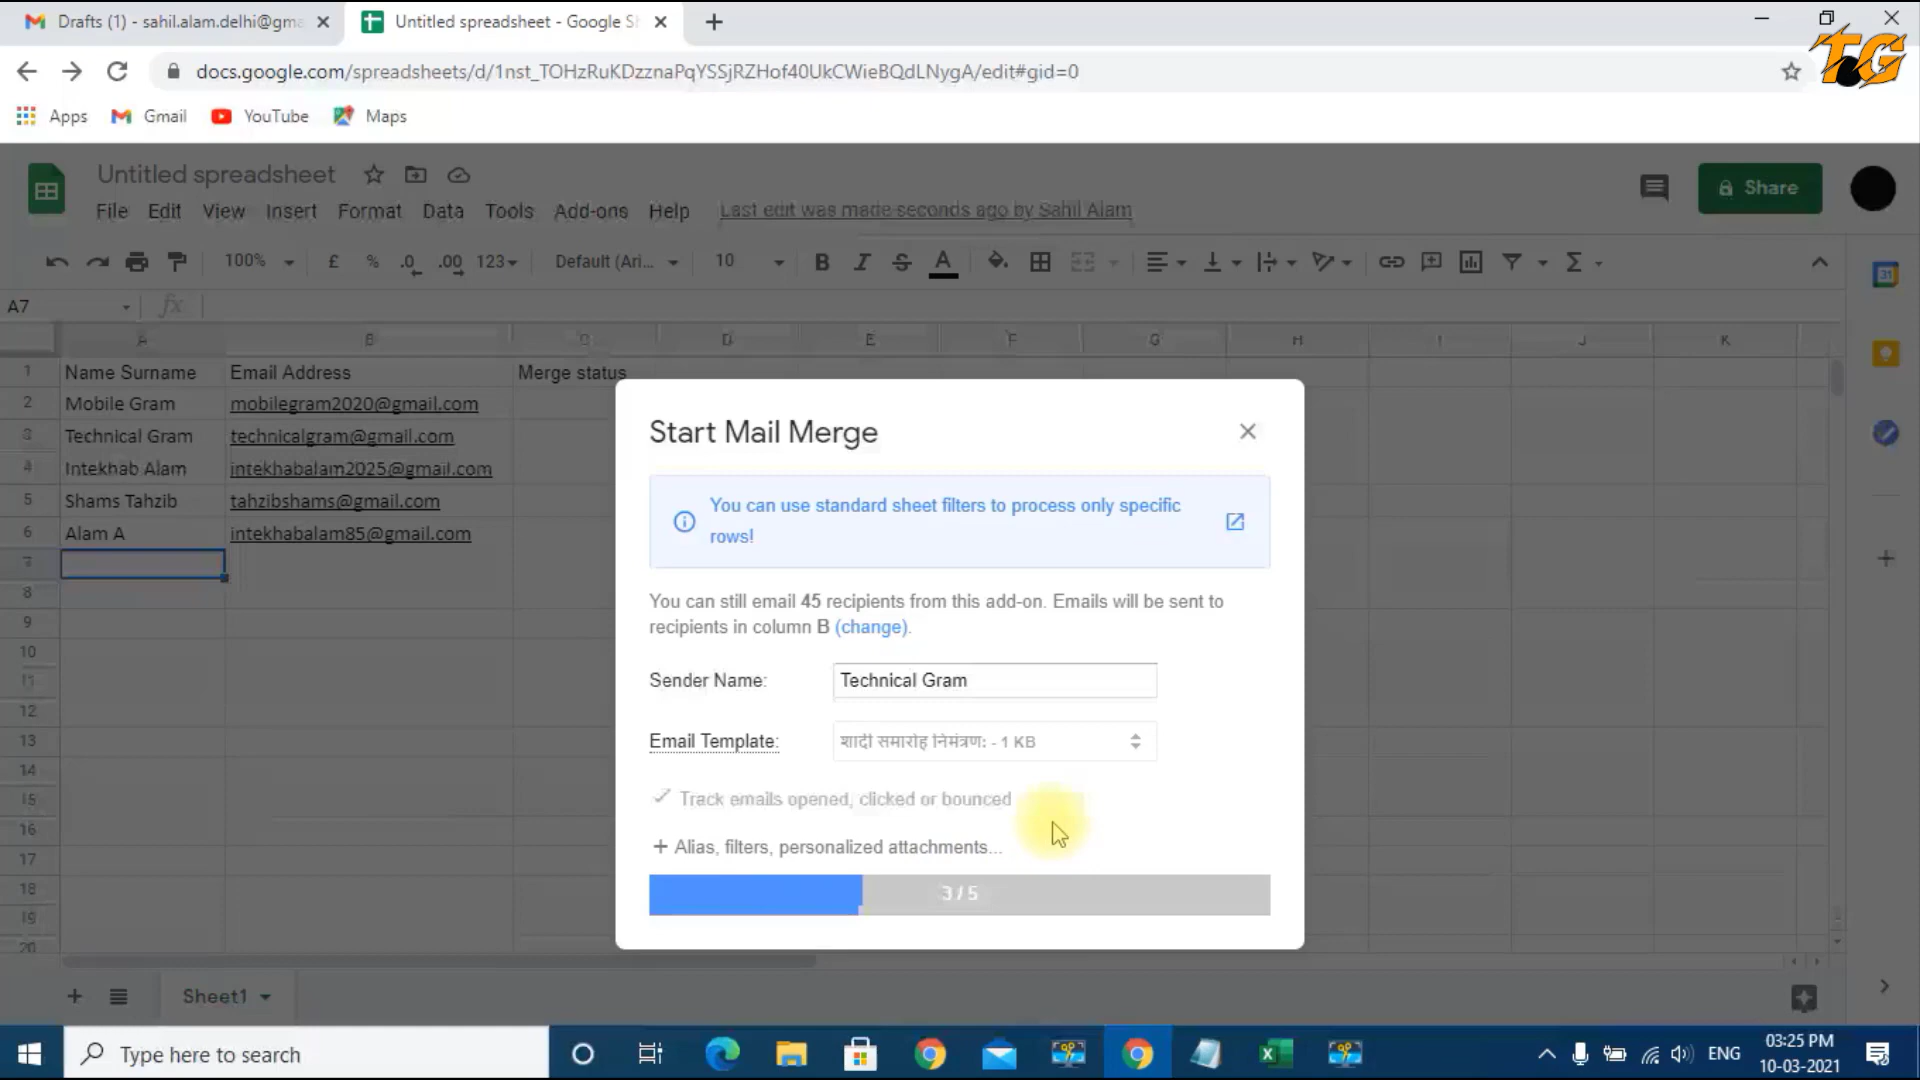 Drafts (1) - sahil.alam.delhi@gma
Untitled spreadsheet - Google S
TG
docs.google.com/spreadsheets/d/1nst_TOHzRuKDzznaPqYSSjRZHof40UkCWieBQdLNygA/edit#gid=0
Apps Gmail YouTube Maps
Untitled spreadsheet
Share
File Edit View Insert Format Data Tools Add-ons Help Last edit was made seconds ago by Sahil Alam
100% £ % .0 .00 123 Default (Ari... 10 B I S A Σ
31
A7 fx
A B C D E F G H I J K
1 Name Surname Email Address Merge status
2 Mobile Gram mobilegram2020@gmail.com
3 Technical Gram technicalgram@gmail.com
4 Intekhab Alam intekhabalam2025@gmail.com
5 Shams Tahzib tahzibshams@gmail.com
6 Alam A intekhabalam85@gmail.com
7
8
9
10
11
12
13
14
15
16
17
18
19
20
Start Mail Merge
You can use standard sheet filters to process only specific
rows!
You can still email 45 recipients from this add-on. Emails will be sent to
recipients in column B (change).
Sender Name: Technical Gram
Email Template: शादी समारोह निमंत्रण: - 1 KB
Track emails opened, clicked or bounced
+ Alias, filters, personalized attachments...
3 / 5
Sheet1
Type here to search
ENG
03:25 PM
10-03-2021